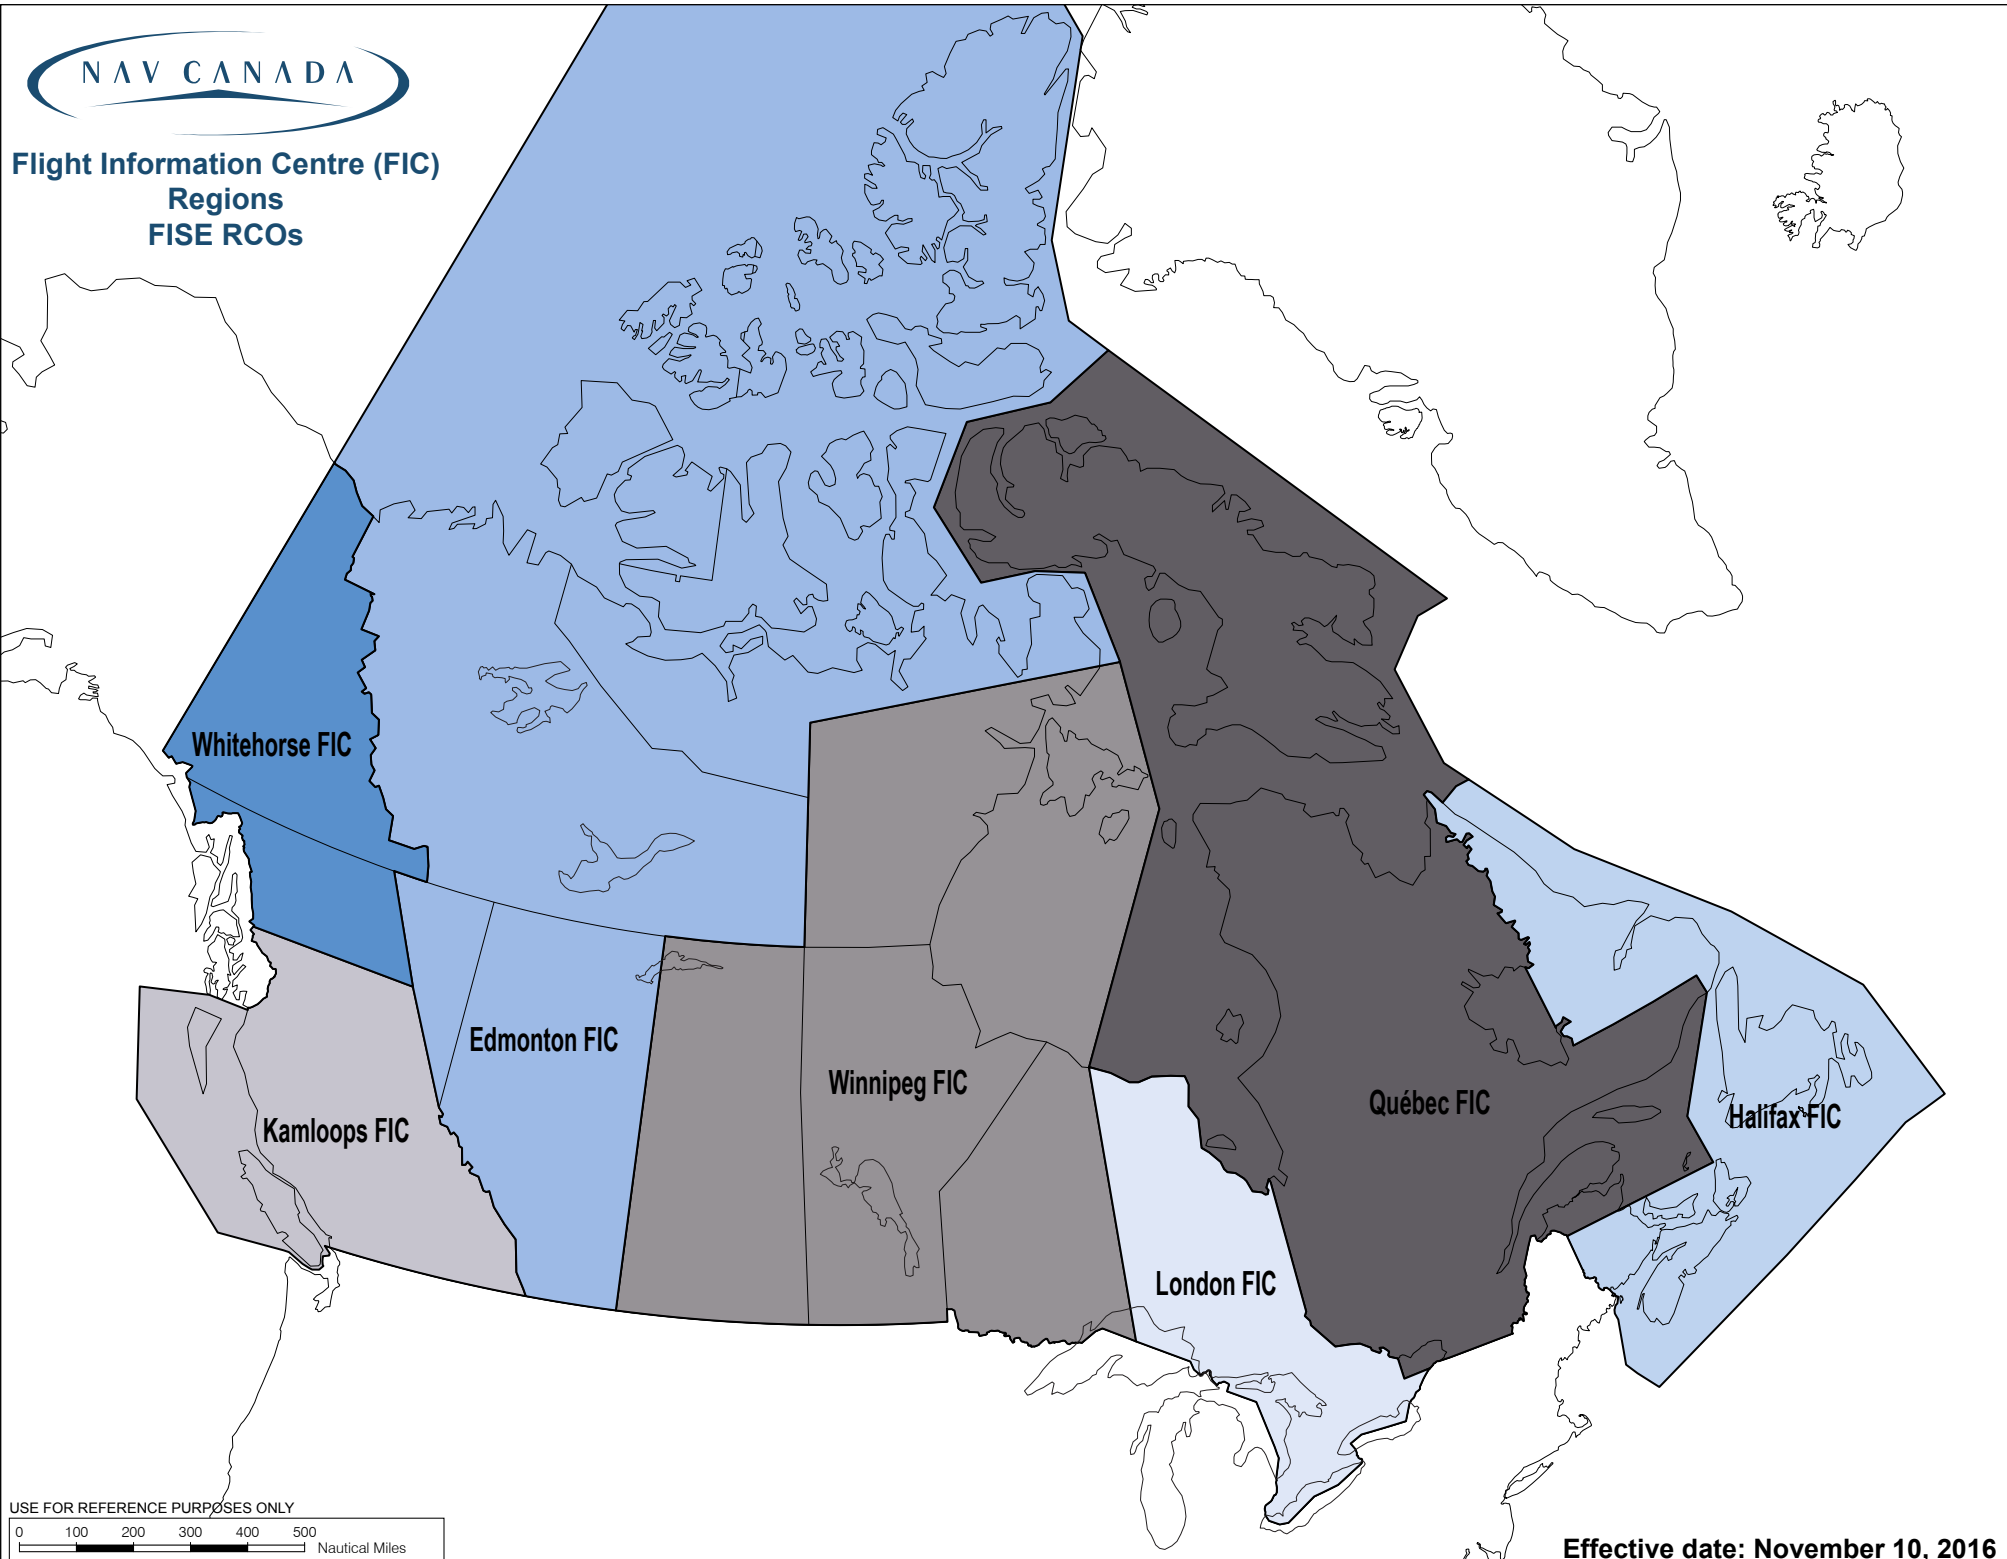 NAV CANADA
Flight Information Centre (FIC)
Regions
FISE RCOs
Whitehorse FIC
Edmonton FIC
Winnipeg FIC
Kamloops FIC
Québec FIC
Halifax FIC
London FIC
USE FOR REFERENCE PURPOSES ONLY
0 100 200 300 400 500
Nautical Miles
Effective date: November 10, 2016